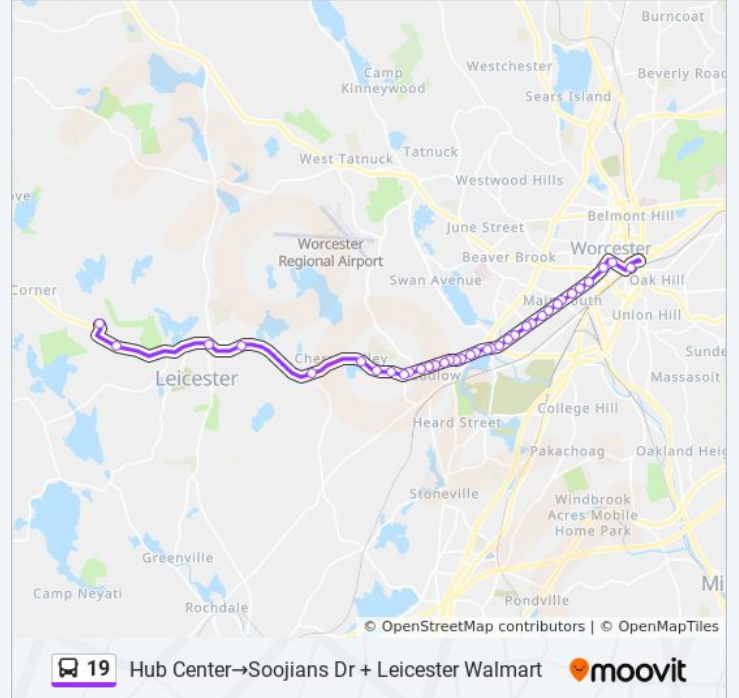 Burncoat
Camp
Kinneywood
Westchester
Beverly Road
Sears Island
West Tatnuck
Tatnuck
Westwood Hills
Belmont Hill
June Street
Worcester
Worcester
Regional Airport
Beaver Brook
Swan Avenue
Oak Hill
Corner
Union Hill
Leicester
Massasoit
College Hill
Heard Street
Pakachoag
Oakland Heig
Stoneville
Windbrook
Acres Mobile
Home Park
Greenville
Mi
Camp Neyati
Rochdale
Pondville
© OpenStreetMap contributors | © OpenMapTiles
19 Hub Center→Soojians Dr + Leicester Walmart moovit